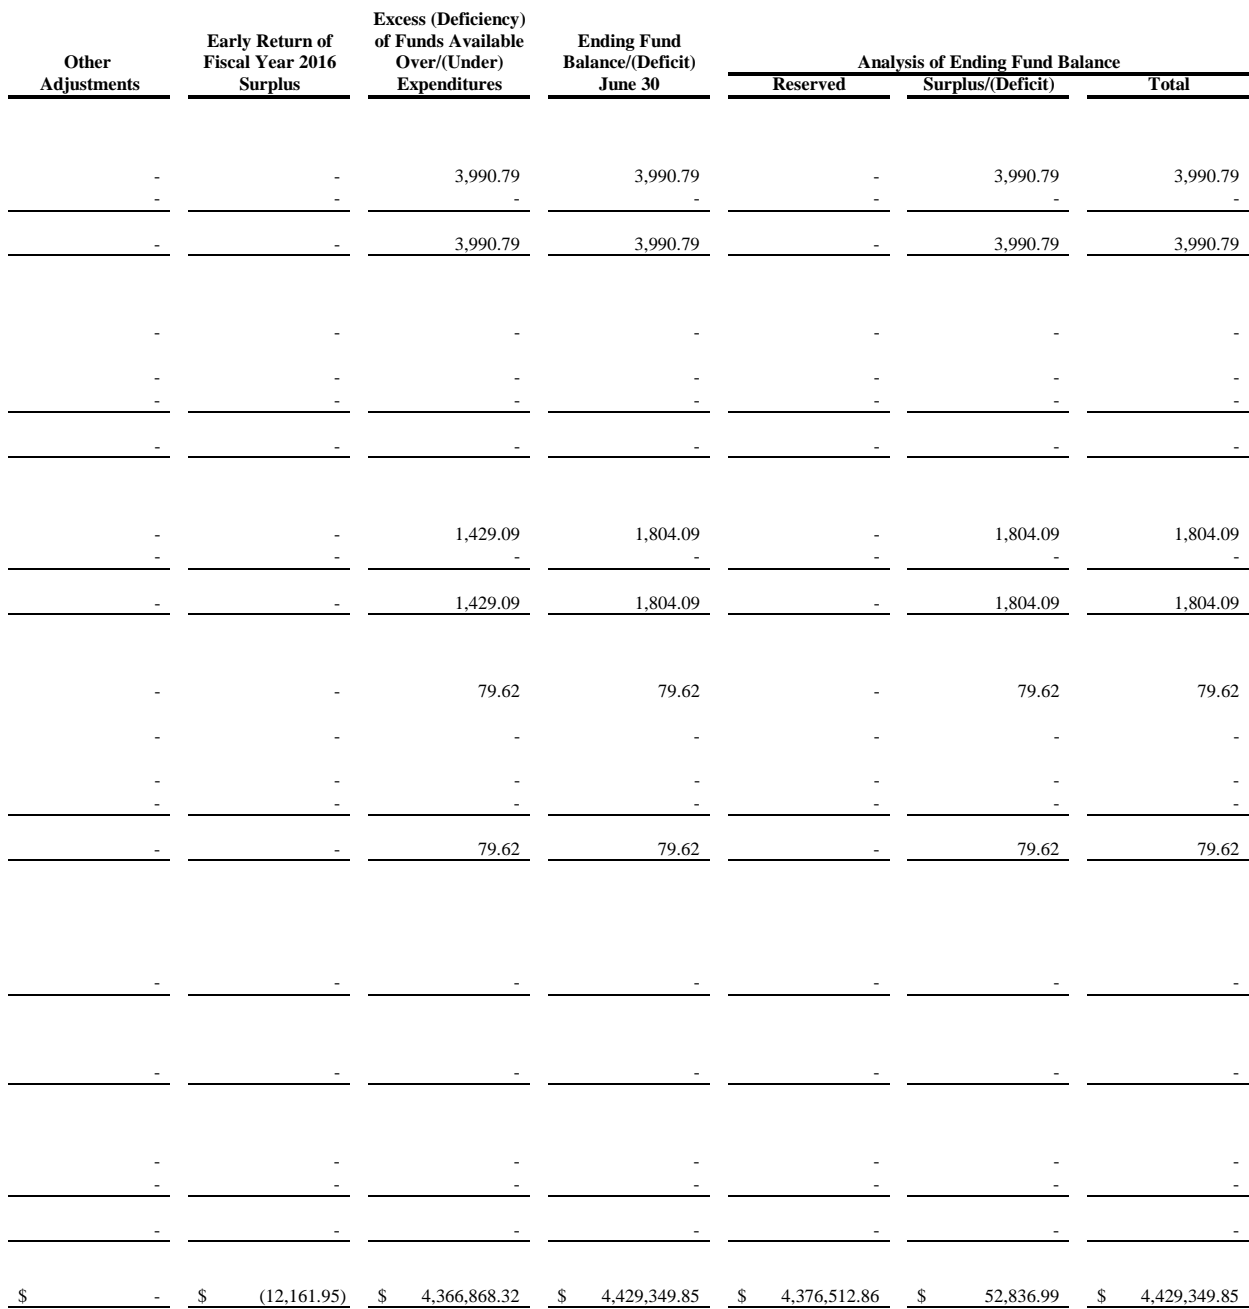 Excess (Deficiency)
Early Return of of Funds Available Ending Fund
Other Fiscal Year 2016 Over/(Under) Balance/(Deficit) Analysis of Ending Fund Balance
Adjustments Surplus Expenditures June 30 Reserved Surplus/(Deficit) Total
- - 3,990.79 3,990.79 - 3,990.79 3,990.79
- - - - - - -
- - 3,990.79 3,990.79 - 3,990.79 3,990.79
- - - - - - -
- - - - - - -
- - - - - - -
- - - - - - -
- - 1,429.09 1,804.09 - 1,804.09 1,804.09
- - - - - - -
- - 1,429.09 1,804.09 - 1,804.09 1,804.09
- - 79.62 79.62 - 79.62 79.62
- - - - - - -
- - - - - - -
- - - - - - -
- - 79.62 79.62 - 79.62 79.62
- - - - - - -
- - - - - - -
- - - - - - -
- - - - - - -
- - - - - - -
$ - $ (12,161.95) $ 4,366,868.32 $ 4,429,349.85 $ 4,376,512.86 $ 52,836.99 $ 4,429,349.85